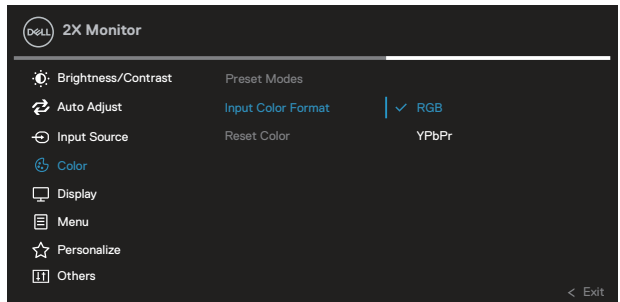 DELL 2X Monitor
Brightness/Contrast Preset Modes
Auto Adjust Input Color Format RGB
Input Source Reset Color YPbPr
Color
Display
Menu
Personalize
Others
< Exit